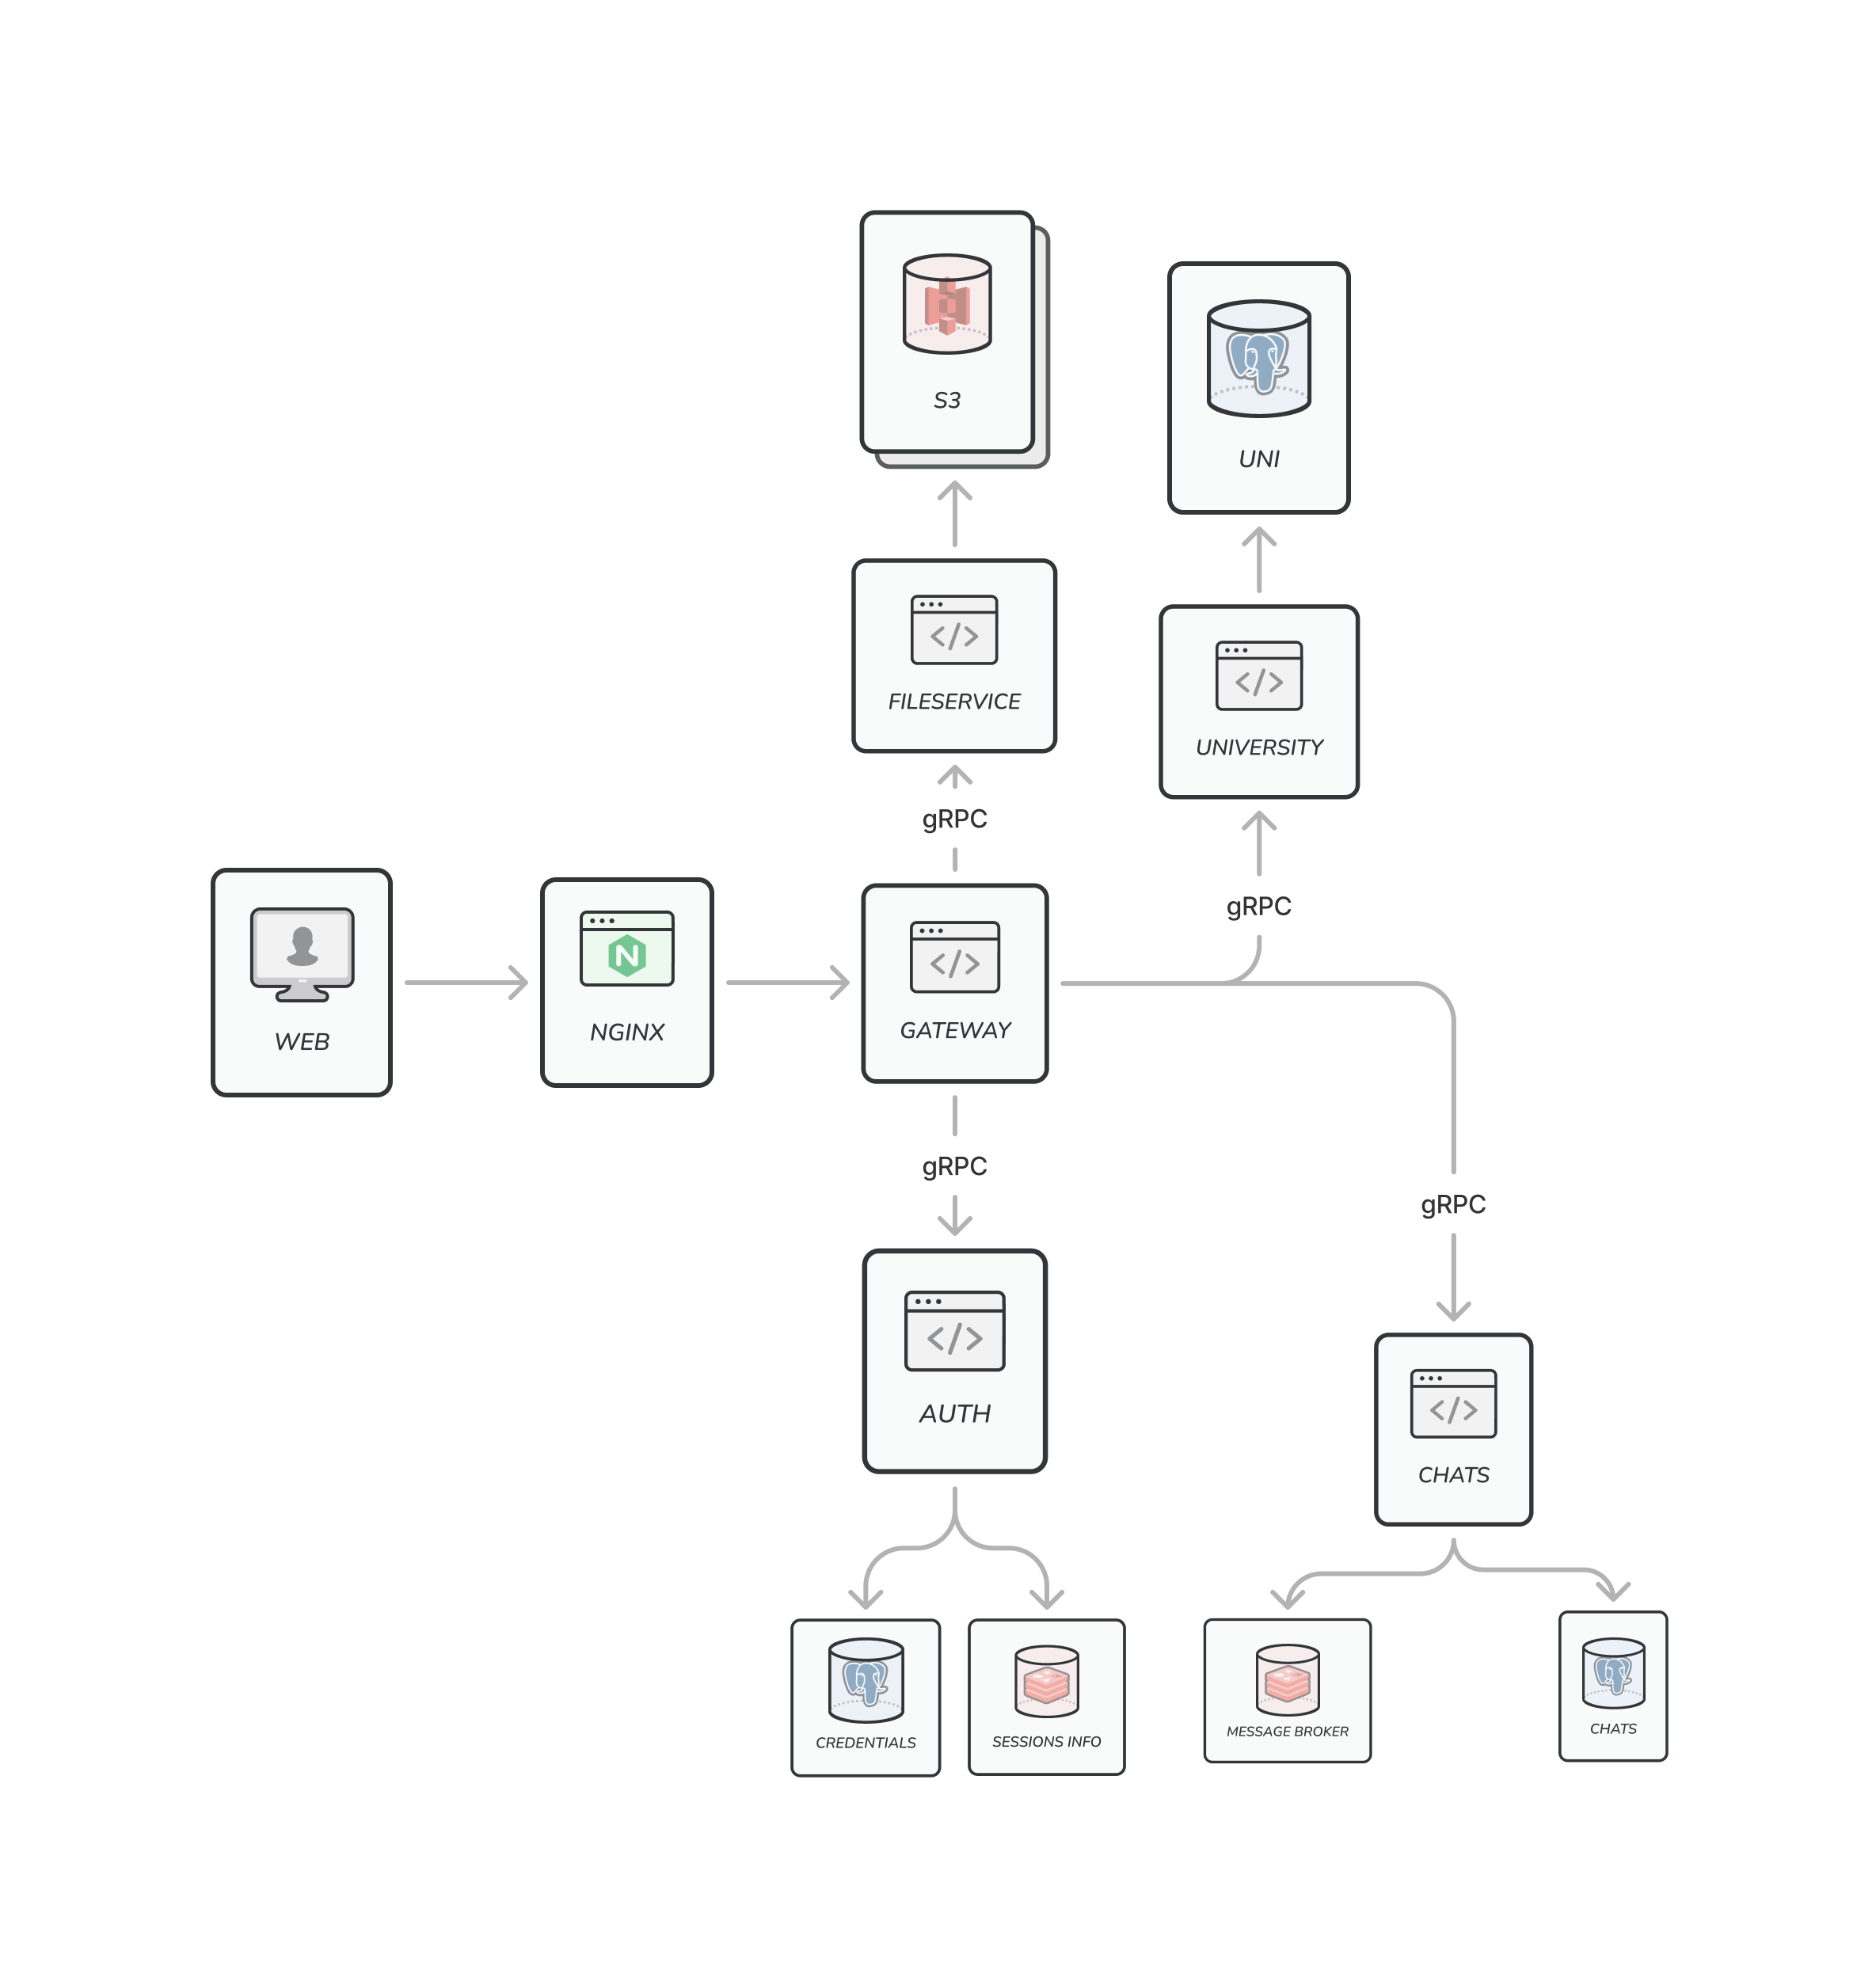 S3
UNI
FILESERVICE
UNIVERSITY
gRPC
gRPC
WEB
NGINX
GATEWAY
gRPC
gRPC
AUTH
CHATS
CREDENTIALS
SESSIONS INFO
MESSAGE BROKER
CHATS